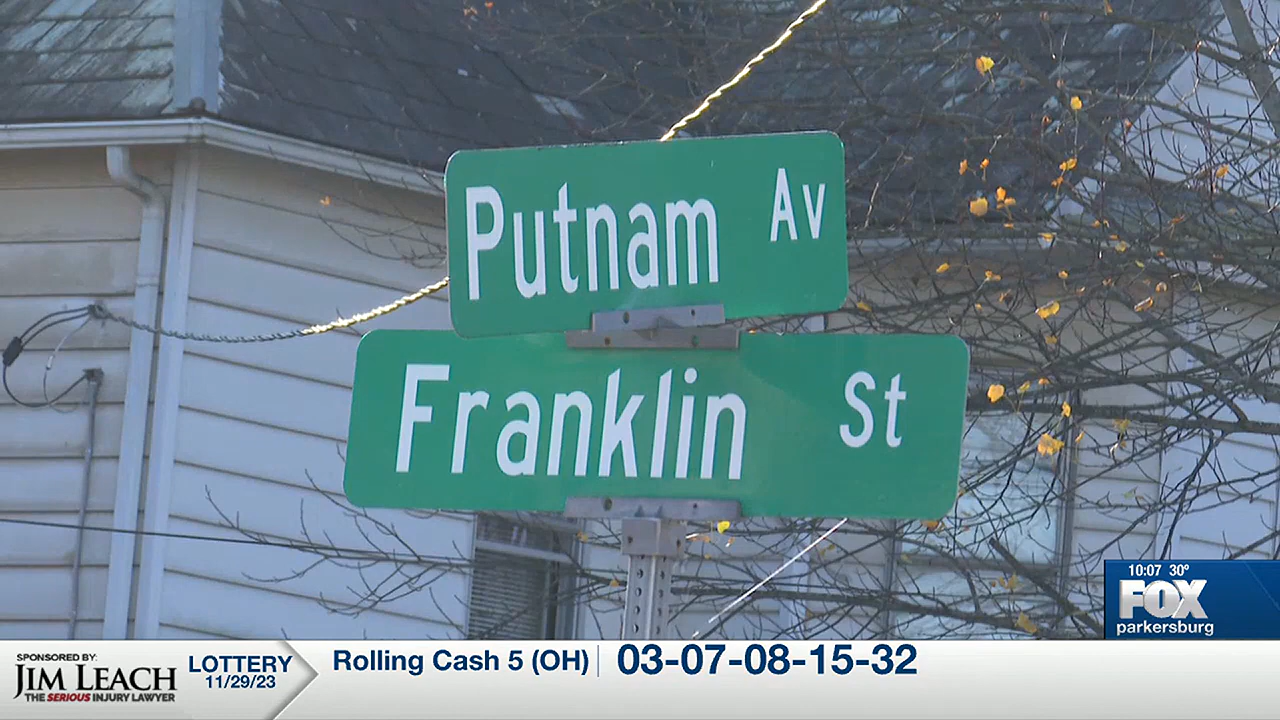 Putnam Av
Franklin St
10:07 30°
FOX
parkersburg
SPONSORED BY:
JIM LEACH
THE SERIOUS INJURY LAWYER
LOTTERY
11/29/23
Rolling Cash 5 (OH)
03-07-08-15-32